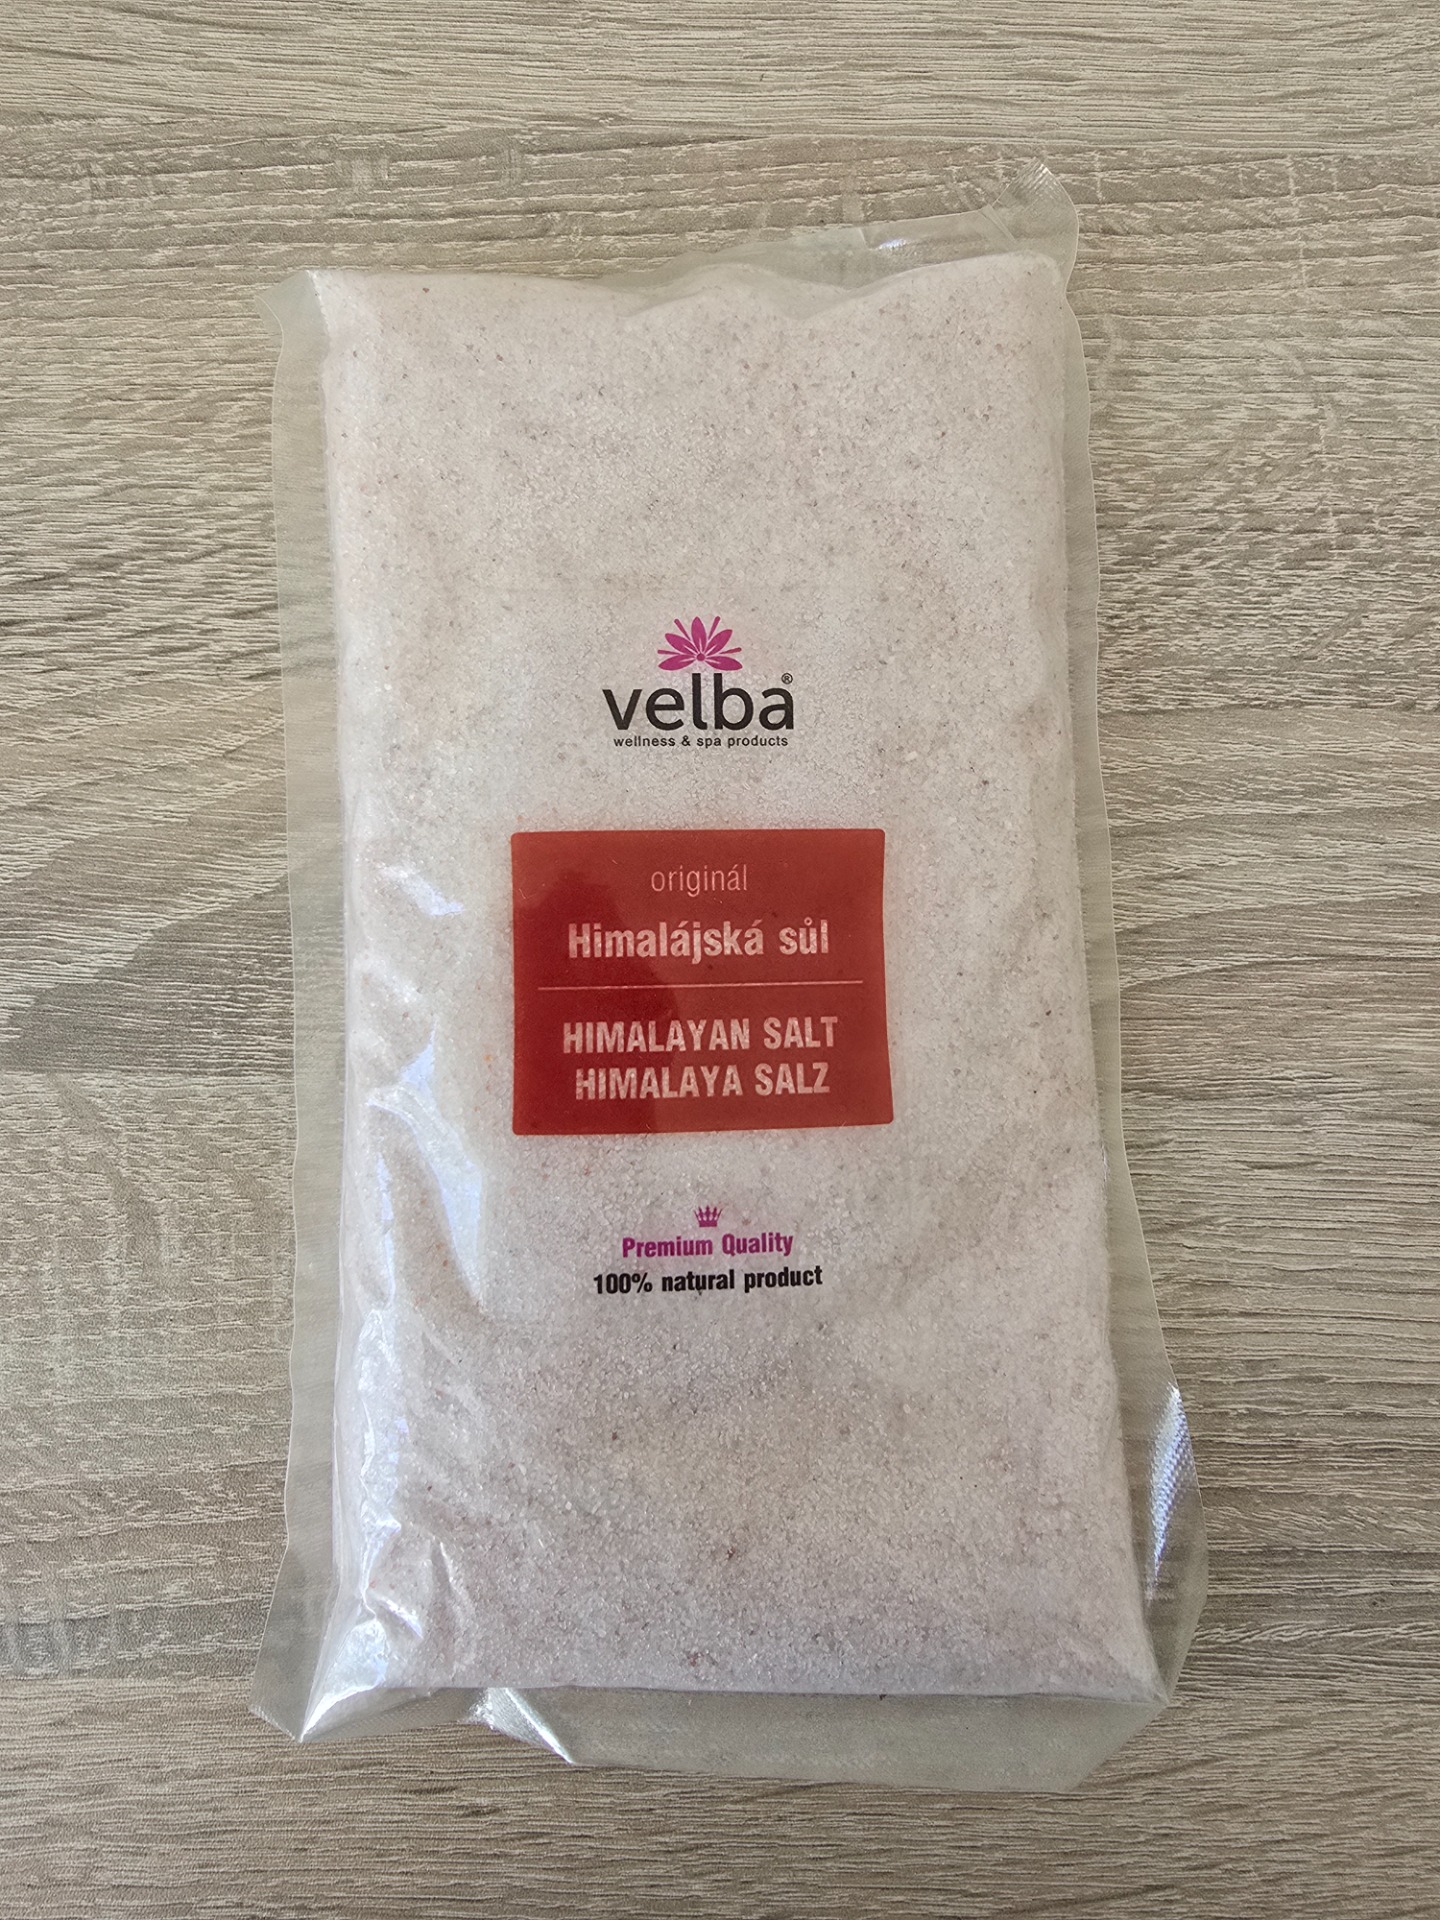 velba®
wellness & spa products
originál
Himalájská sůl
HIMALAYAN SALT
HIMALAYA SALZ
Premium Quality
100% natural product